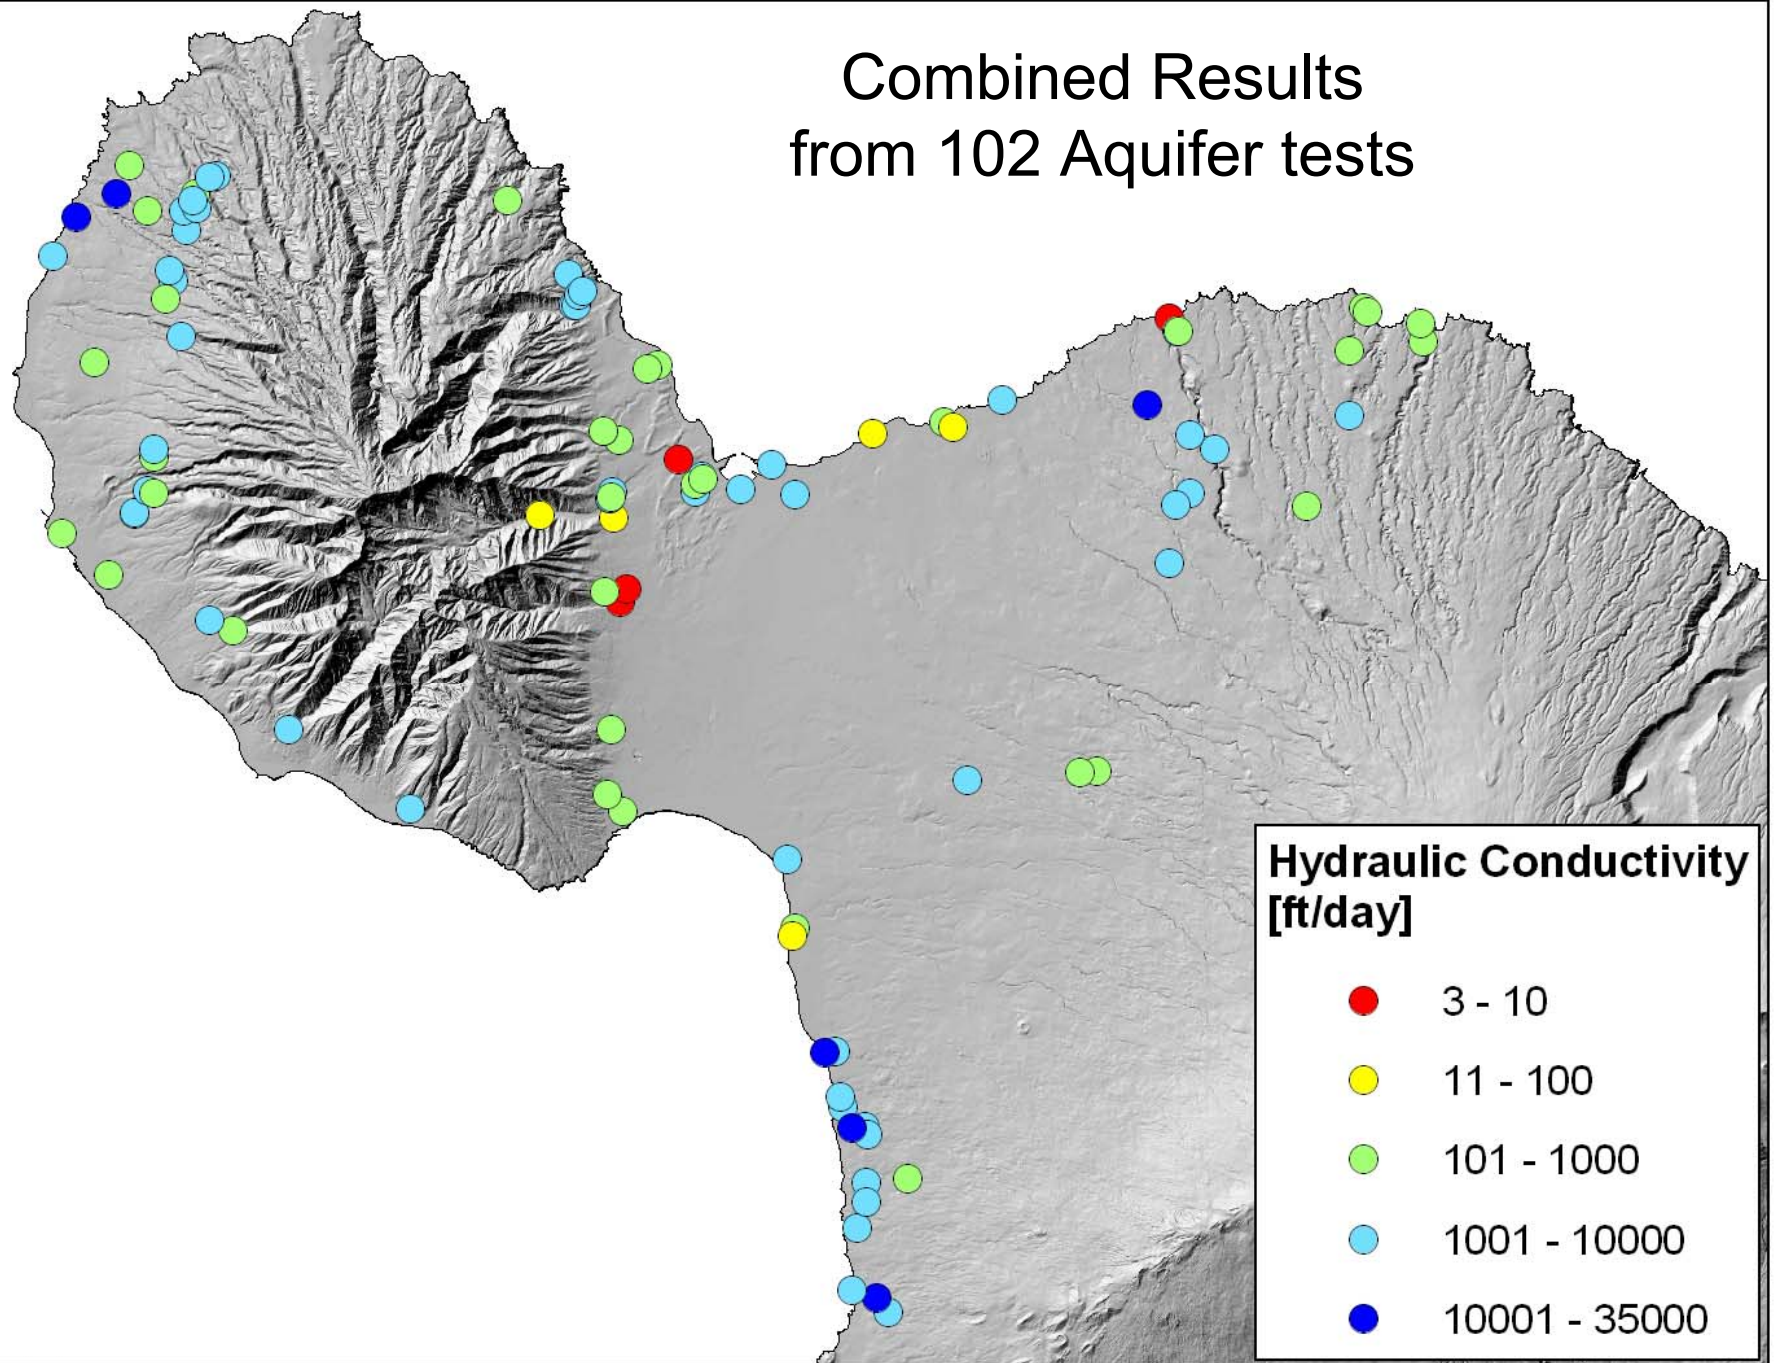 Combined Results
from 102 Aquifer tests
Hydraulic Conductivity
[ft/day]
3 - 10
11 - 100
101 - 1000
1001 - 10000
10001 - 35000